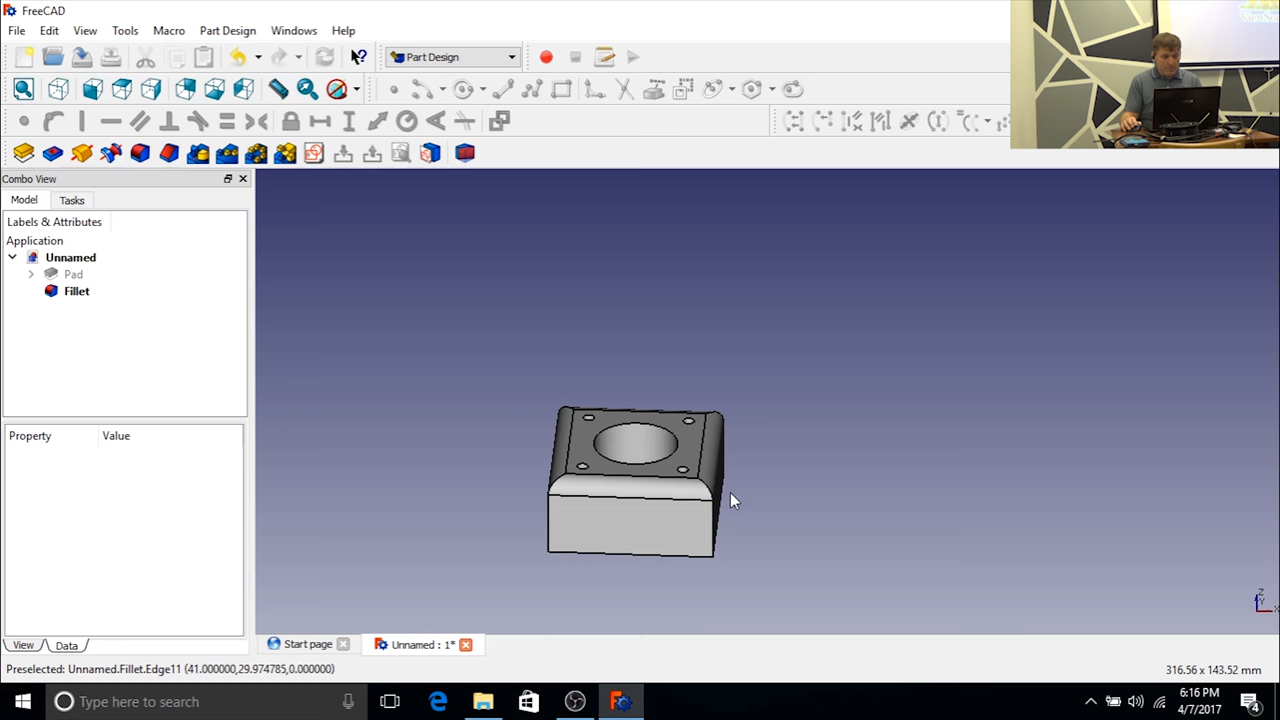 FreeCAD
File Edit View Tools Macro Part Design Windows Help
Part Design
Combo View
Model Tasks
Labels & Attributes
Application
Unnamed
Pad
Fillet
Property Value
View Data
Start page
Unnamed : 1*
Preselected: Unnamed.Fillet.Edge11 (41.000000,29.974785,0.000000)
316.56 x 143.52 mm
Z
Y
X
Type here to search
6:16 PM
4/7/2017
4